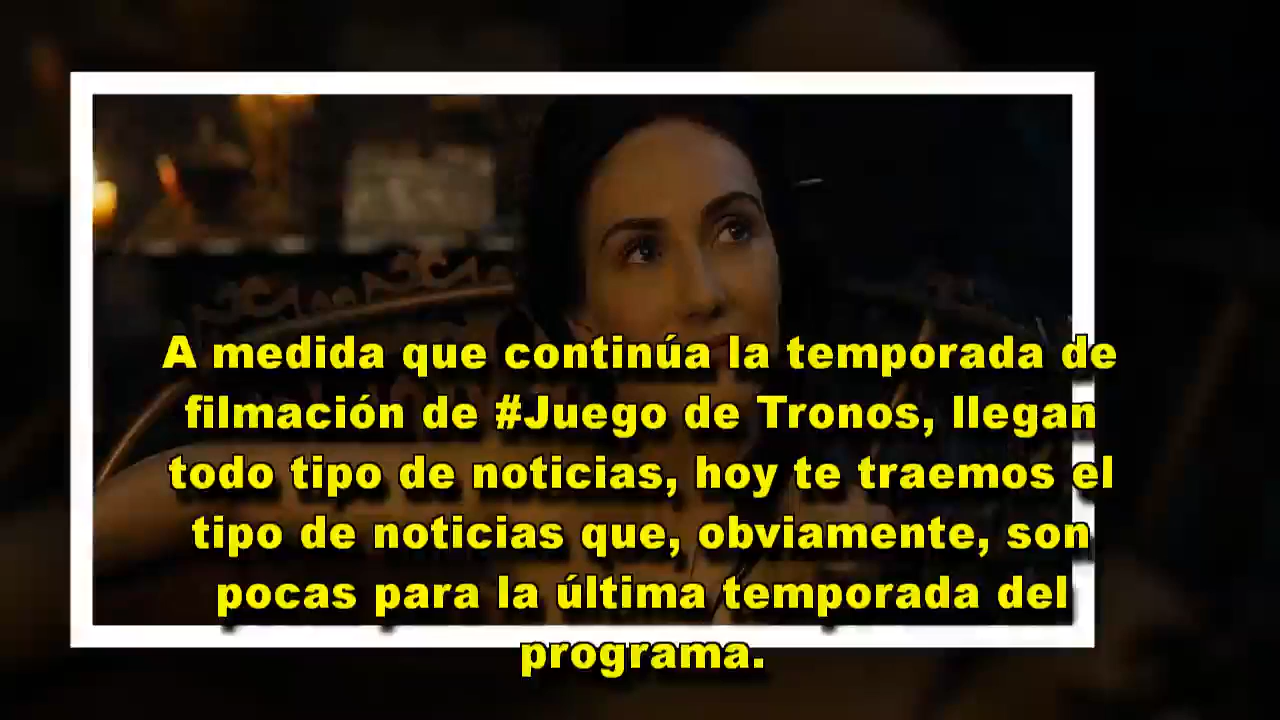 A medida que continúa la temporada de
filmación de #Juego de Tronos, llegan
todo tipo de noticias, hoy te traemos el
tipo de noticias que, obviamente, son
pocas para la última temporada del
programa.